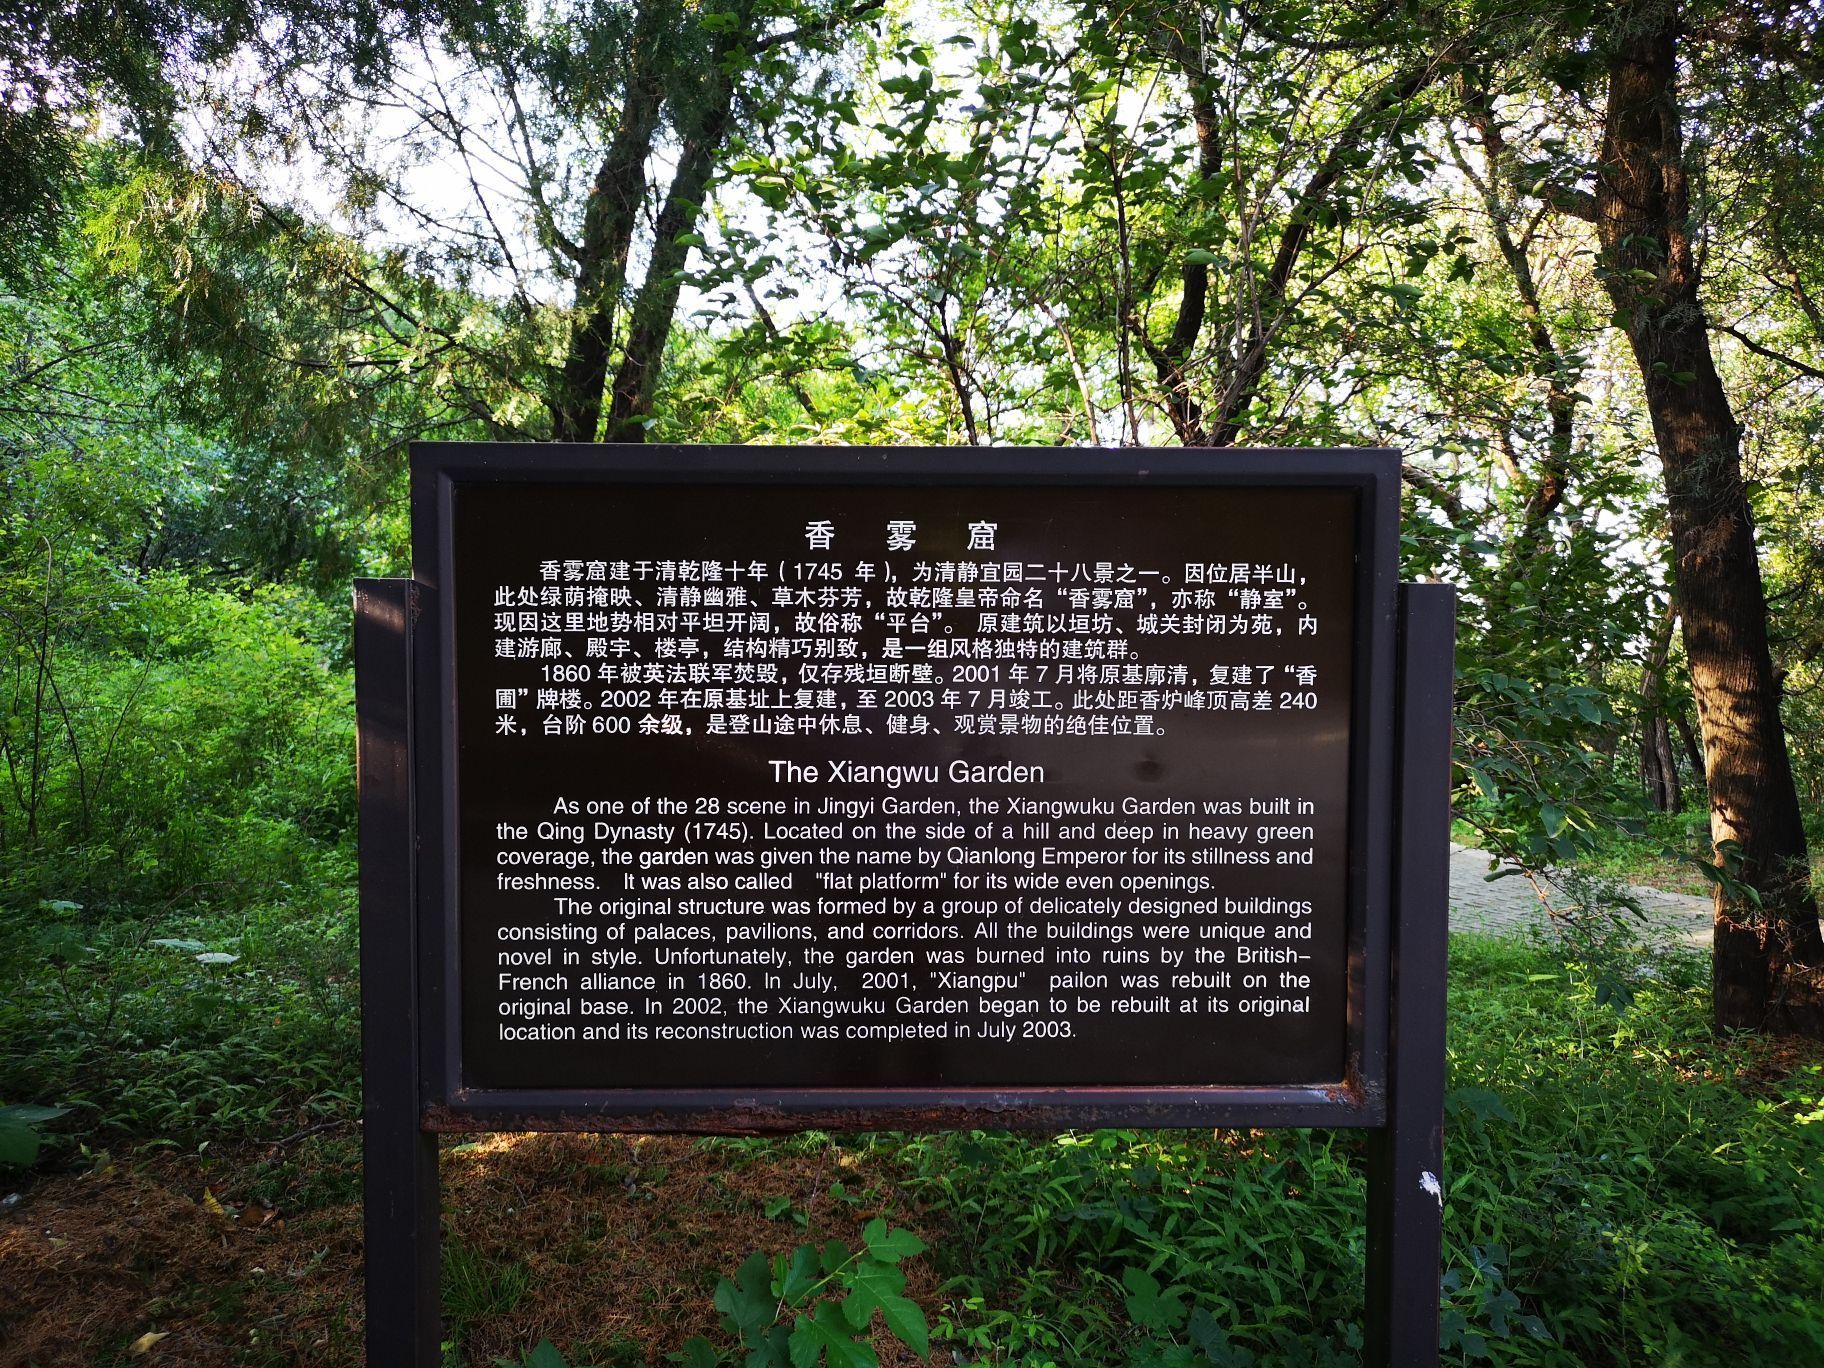 香 雾 窟
香雾窟建于清乾隆十年（1745 年），为清静宜园二十八景之一。因位居半山，
此处绿荫掩映、清静幽雅、草木芬芳，故乾隆皇帝命名“香雾窟”，亦称“静室”。
现因这里地势相对平坦开阔，故俗称“平台”。 原建筑以垣坊、城关封闭为苑，内
建游廊、殿宇、楼亭，结构精巧别致，是一组风格独特的建筑群。
1860 年被英法联军焚毁，仅存残垣断壁。2001 年 7 月将原基廓清，复建了“香
圃”牌楼。2002 年在原基址上复建，至 2003 年 7 月竣工。此处距香炉峰顶高差 240
米，台阶 600 余级，是登山途中休息、健身、观赏景物的绝佳位置。
The Xiangwu Garden
As one of the 28 scene in Jingyi Garden, the Xiangwuku Garden was built in
the Qing Dynasty (1745). Located on the side of a hill and deep in heavy green
coverage, the garden was given the name by Qianlong Emperor for its stillness and
freshness. It was also called "flat platform" for its wide even openings.
The original structure was formed by a group of delicately designed buildings
consisting of palaces, pavilions, and corridors. All the buildings were unique and
novel in style. Unfortunately, the garden was burned into ruins by the British–
French alliance in 1860. In July, 2001, "Xiangpu" pailon was rebuilt on the
original base. In 2002, the Xiangwuku Garden began to be rebuilt at its original
location and its reconstruction was completed in July 2003.